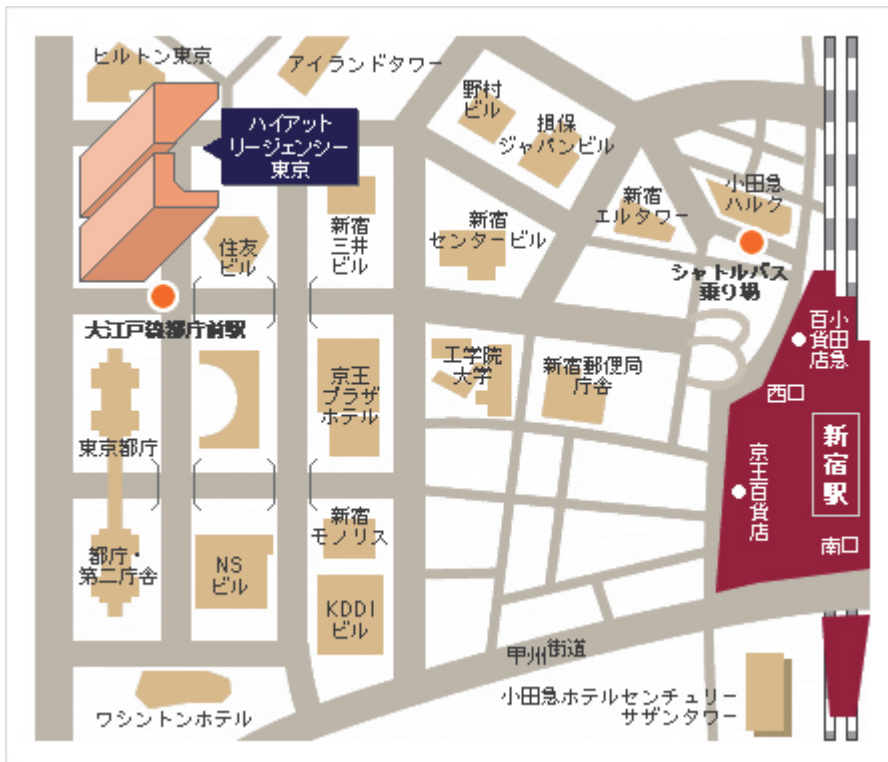 ヒルトン東京
アイランドタワー
野村
ビル
損保
ジャパンビル
ハイアット
リージェンシー
東京
小田急
ハルク
新宿
エルタワー
新宿
三井
ビル
新宿
センタービル
住友
ビル
シャトルバス
乗り場
大江戸線都庁前駅
小田急
百貨店
京王
プラザ
ホテル
工学院
大学
新宿郵便局
庁舎
西口
新宿駅
東京都庁
京王百貨店
新宿
モノリス
南口
都庁・
第二庁舎
NS
ビル
KDDI
ビル
甲州街道
小田急ホテルセンチュリー
サザンタワー
ワシントンホテル